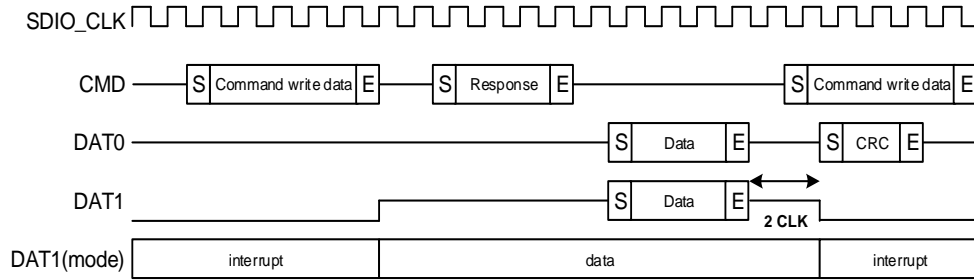 SDIO_CLK
CMD S Command write data E S Response E S Command write data E
DAT0 S Data E S CRC E
DAT1 S Data E
2 CLK
DAT1(mode) interrupt data interrupt